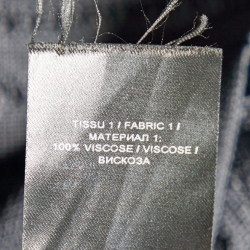 TISSU 1 / FABRIC 1 /
МАТЕРИАЛ 1:
100% VISCOSE / VISCOSE /
ВИСКОЗА